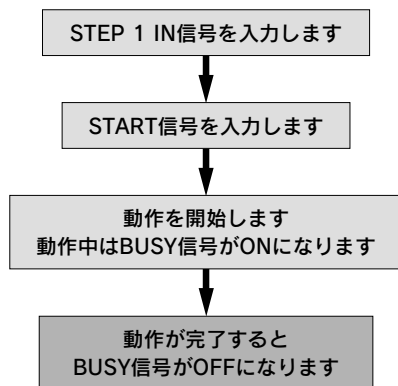 STEP 1 IN信号を入力します
START信号を入力します
動作を開始します
動作中はBUSY信号がONになります
動作が完了すると
BUSY信号がOFFになります